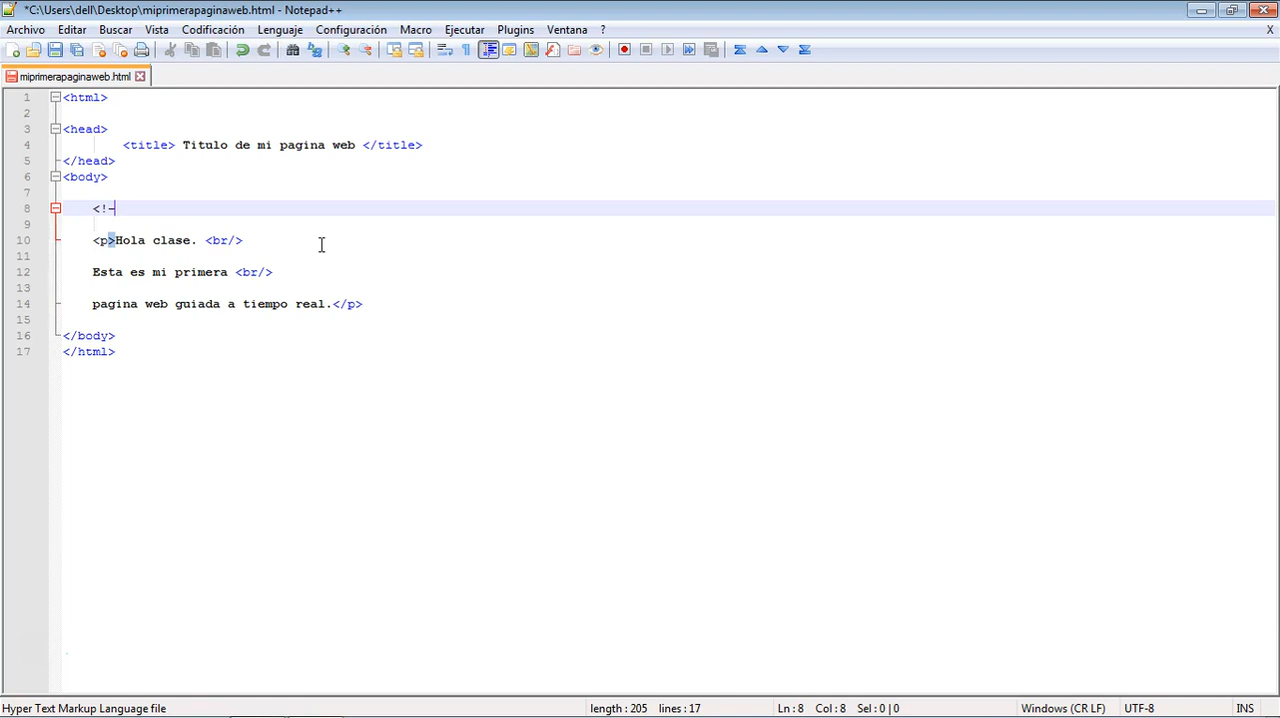 *C:\Users\dell\Desktop\miprimerapaginaweb.html - Notepad++
Archivo Editar Buscar Vista Codificación Lenguaje Configuración Macro Ejecutar Plugins Ventana ? X
miprimerapaginaweb.html
1 <html>
2
3 <head>
4 <title> Titulo de mi pagina web </title>
5 </head>
6 <body>
7
8 <!-
9
10 <p>Hola clase. <br/>
11
12 Esta es mi primera <br/>
13
14 pagina web guiada a tiempo real.</p>
15
16 </body>
17 </html>
Hyper Text Markup Language file length : 205 lines : 17 Ln : 8 Col : 8 Sel : 0 | 0 Windows (CR LF) UTF-8 INS